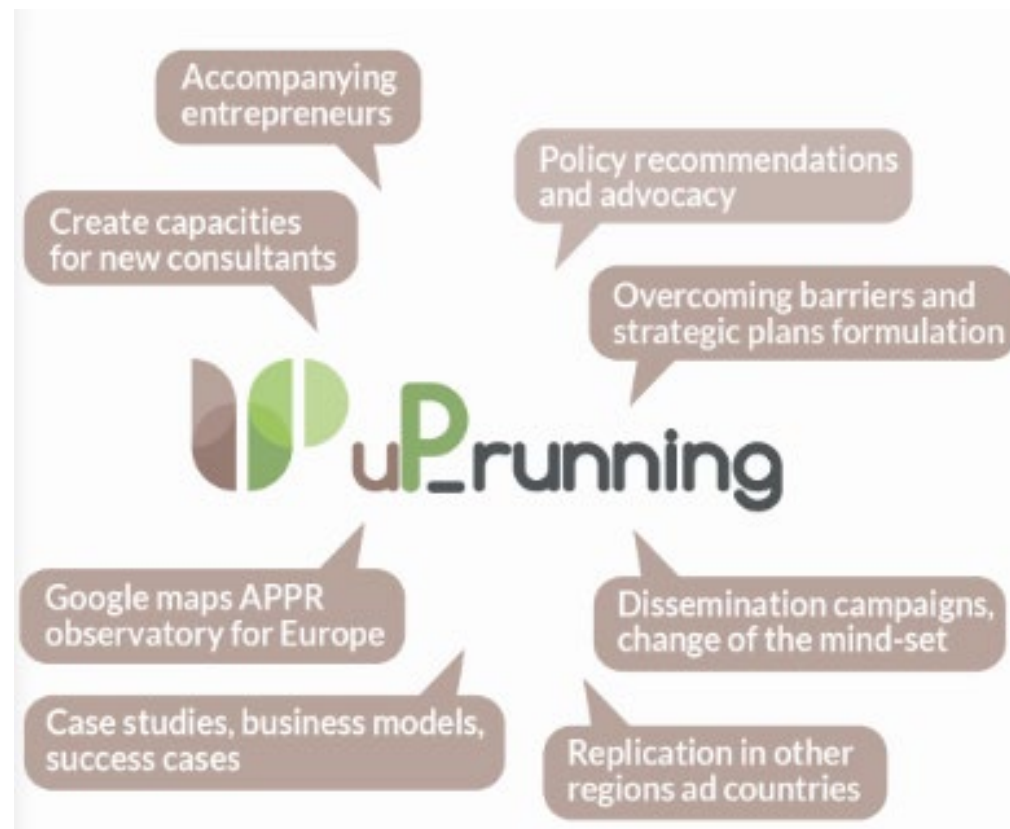 Accompanying
entrepreneurs
Policy recommendations
and advocacy
Create capacities
for new consultants
Overcoming barriers and
strategic plans formulation
uP_running
Google maps APPR
observatory for Europe
Dissemination campaigns,
change of the mind-set
Case studies, business models,
success cases
Replication in other
regions ad countries